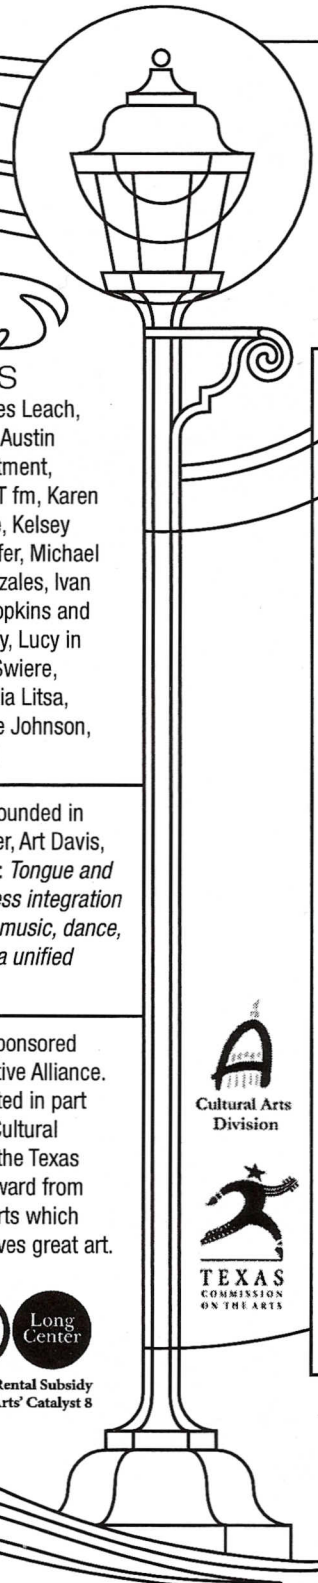 S
es Leach,
Austin
tment,
T fm, Karen
e, Kelsey
fer, Michael
zales, Ivan
opkins and
y, Lucy in
Swiere,
ia Litsa,
e Johnson,
ounded in
er, Art Davis,
: Tongue and
ess integration
music, dance,
a unified
ponsored
tive Alliance.
ted in part
Cultural
the Texas
ward from
rts which
ves great art.
Long
Center
Rental Subsidy
Arts' Catalyst 8
Cultural Arts
Division
TEXAS
COMMISSION
ON THE ARTS